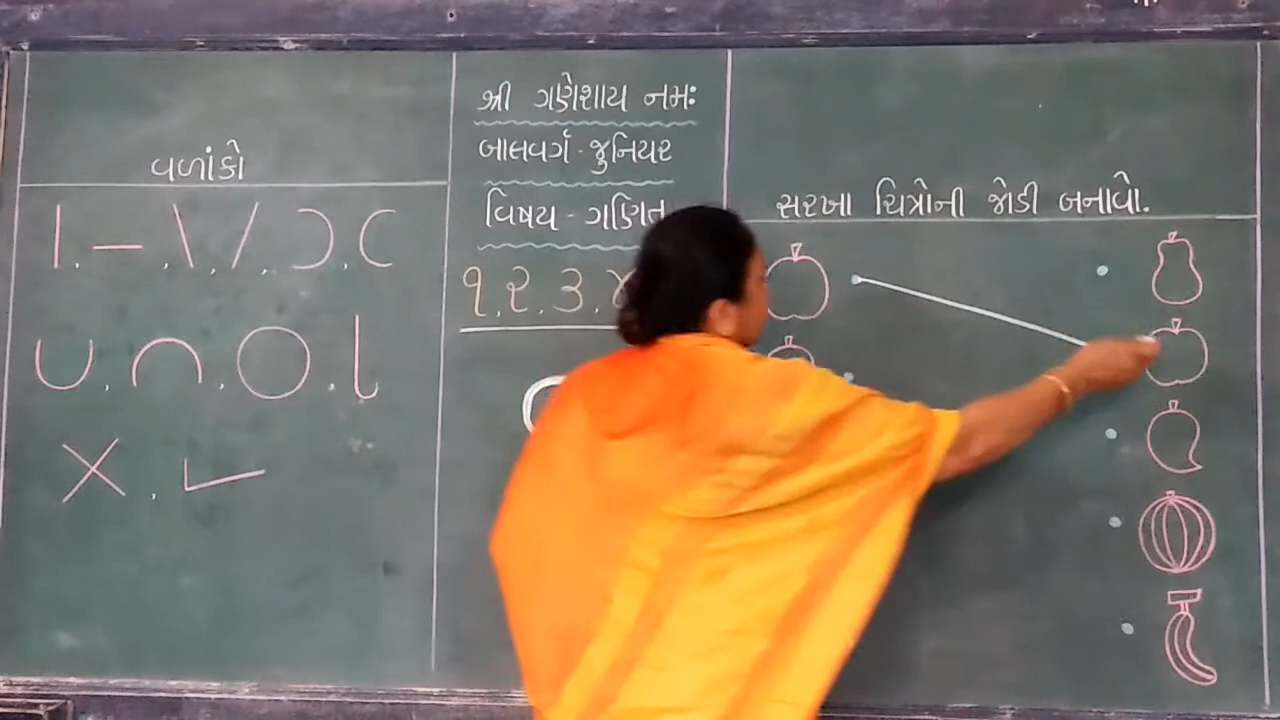 વળાંકો
શ્રી ગણેશાય નમઃ
બાલવર્ગ - જુનિયર
વિષય - ગણિત
૧, ૨, ૩, ૪
સરખા ચિત્રોની જોડી બનાવો.